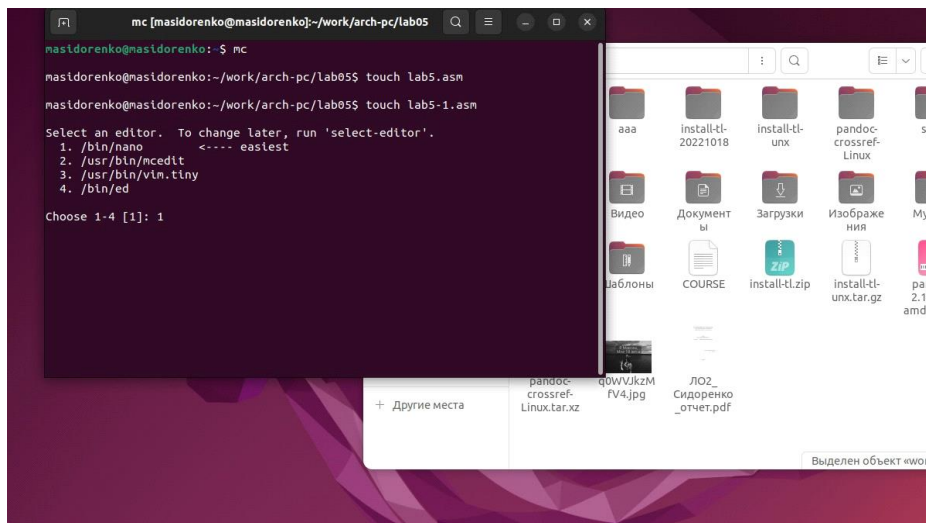 mc [masidorenko@masidorenko]:~/work/arch-pc/lab05
masidorenko@masidorenko:~$ mc
masidorenko@masidorenko:~/work/arch-pc/lab05$ touch lab5.asm
masidorenko@masidorenko:~/work/arch-pc/lab05$ touch lab5-1.asm
Select an editor.  To change later, run 'select-editor'.
1. /bin/nano        <---- easiest
2. /usr/bin/mcedit
3. /usr/bin/vim.tiny
4. /bin/ed
Choose 1-4 [1]: 1
aaa
install-tl-
20221018
install-tl-
unx
pandoc-
crossref-
Linux
Видео
Документ
ы
Загрузки
Изображе
ния
Шаблоны
COURSE
ZIP
install-tl.zip
install-tl-
unx.tar.gz
pandoc-
crossref-
Linux.tar.xz
q0WVJkzM
fV4.jpg
ЛО2_
Сидоренко
_отчет.pdf
+ Другие места
Выделен объект «wo